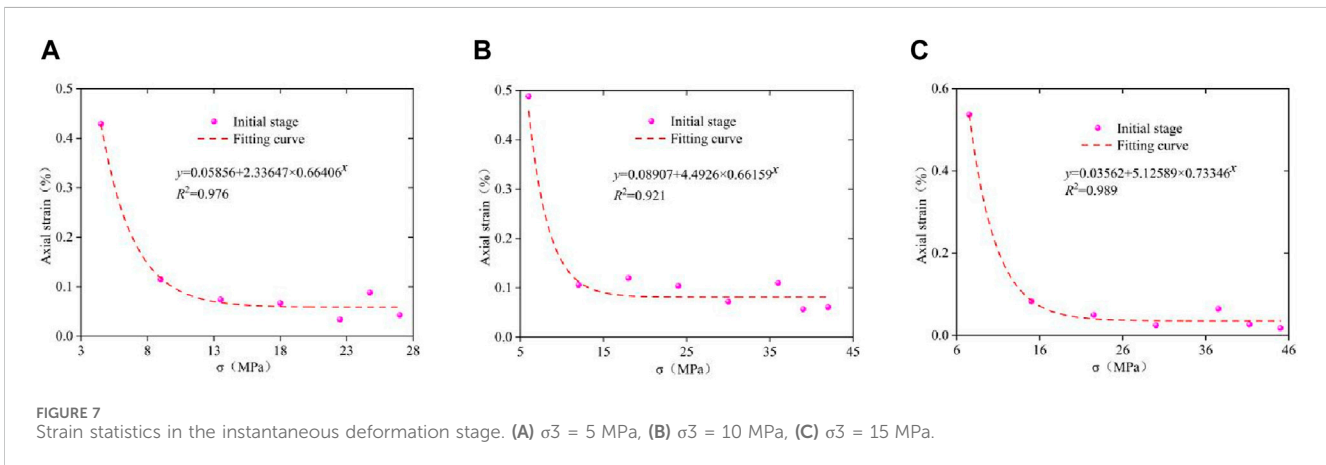 A
B
C
0.5
0.4
0.3
0.2
0.1
0.0
Axial strain (%)
Initial stage
Fitting curve
y=0.05856+2.33647×0.66406^x
R²=0.976
3 8 13 18 23 28
σ (MPa)
0.5
0.4
0.3
0.2
0.1
0.0
Axial strain (%)
Initial stage
Fitting curve
y=0.08907+4.4926×0.66159^x
R²=0.921
5 15 25 35 45
σ (MPa)
0.6
0.4
0.2
0.0
Axial strain (%)
Initial stage
Fitting curve
y=0.03562+5.12589×0.73346^x
R²=0.989
6 16 26 36 46
σ (MPa)
FIGURE 7
Strain statistics in the instantaneous deformation stage. (A) σ3 = 5 MPa, (B) σ3 = 10 MPa, (C) σ3 = 15 MPa.